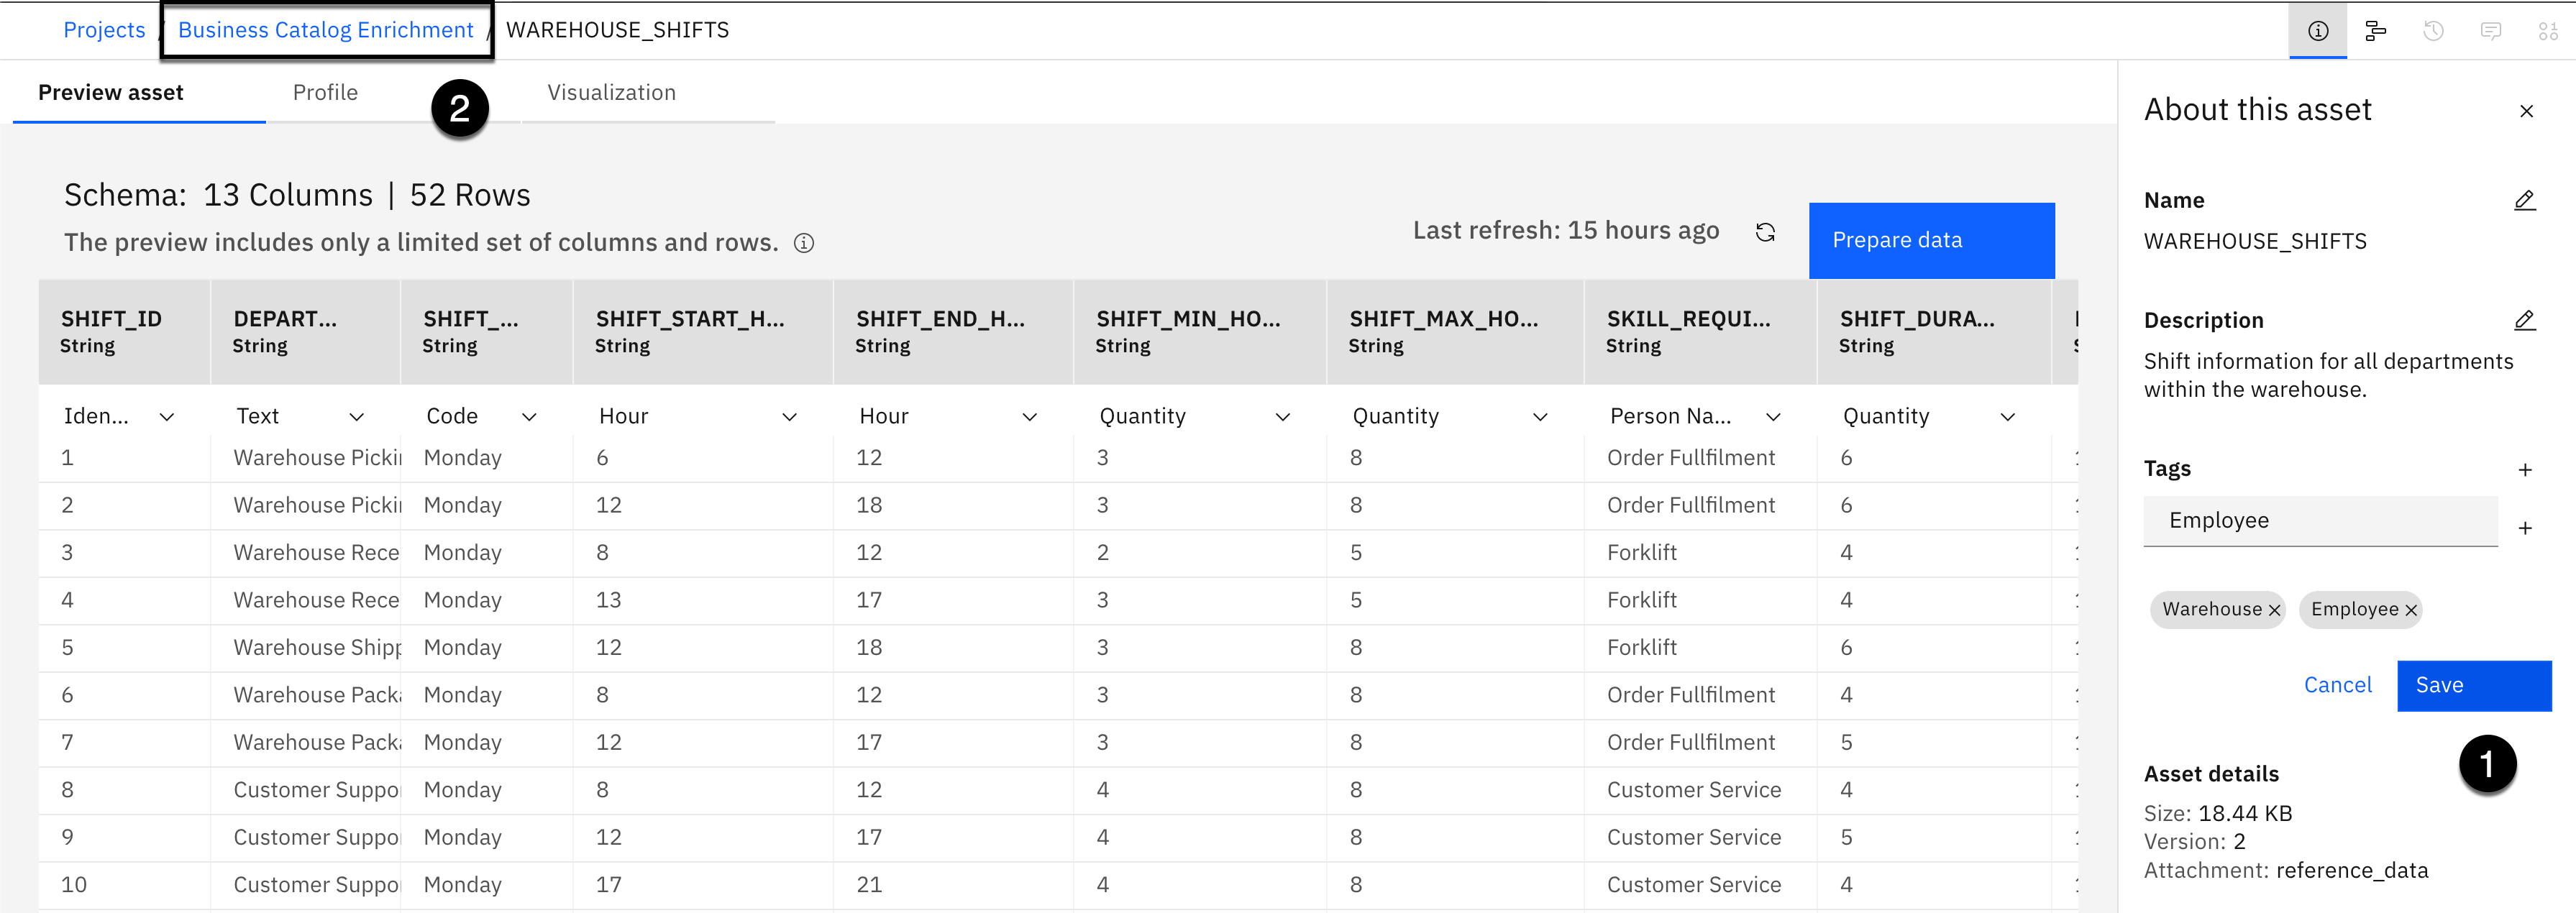 Projects / Business Catalog Enrichment / WAREHOUSE_SHIFTS
Preview asset Profile Visualization
2
Schema: 13 Columns | 52 Rows
The preview includes only a limited set of columns and rows.
Last refresh: 15 hours ago
Prepare data
SHIFT_ID DEPART... SHIFT_... SHIFT_START_H... SHIFT_END_H... SHIFT_MIN_HO... SHIFT_MAX_HO... SKILL_REQUI... SHIFT_DURA...
String String String String String String String String String
Iden... Text Code Hour Hour Quantity Quantity Person Na... Quantity
1 Warehouse Pickin Monday 6 12 3 8 Order Fullfilment 6
2 Warehouse Pickin Monday 12 18 3 8 Order Fullfilment 6
3 Warehouse Rece Monday 8 12 2 5 Forklift 4
4 Warehouse Rece Monday 13 17 3 5 Forklift 4
5 Warehouse Shipp Monday 12 18 3 8 Forklift 6
6 Warehouse Packa Monday 8 12 3 8 Order Fullfilment 4
7 Warehouse Packa Monday 12 17 3 8 Order Fullfilment 5
8 Customer Suppo Monday 8 12 4 8 Customer Service 4
9 Customer Suppo Monday 12 17 4 8 Customer Service 5
10 Customer Suppo Monday 17 21 4 8 Customer Service 4
About this asset
Name
WAREHOUSE_SHIFTS
Description
Shift information for all departments
within the warehouse.
Tags
Employee
Warehouse Employee
Cancel Save
1
Asset details
Size: 18.44 KB
Version: 2
Attachment: reference_data